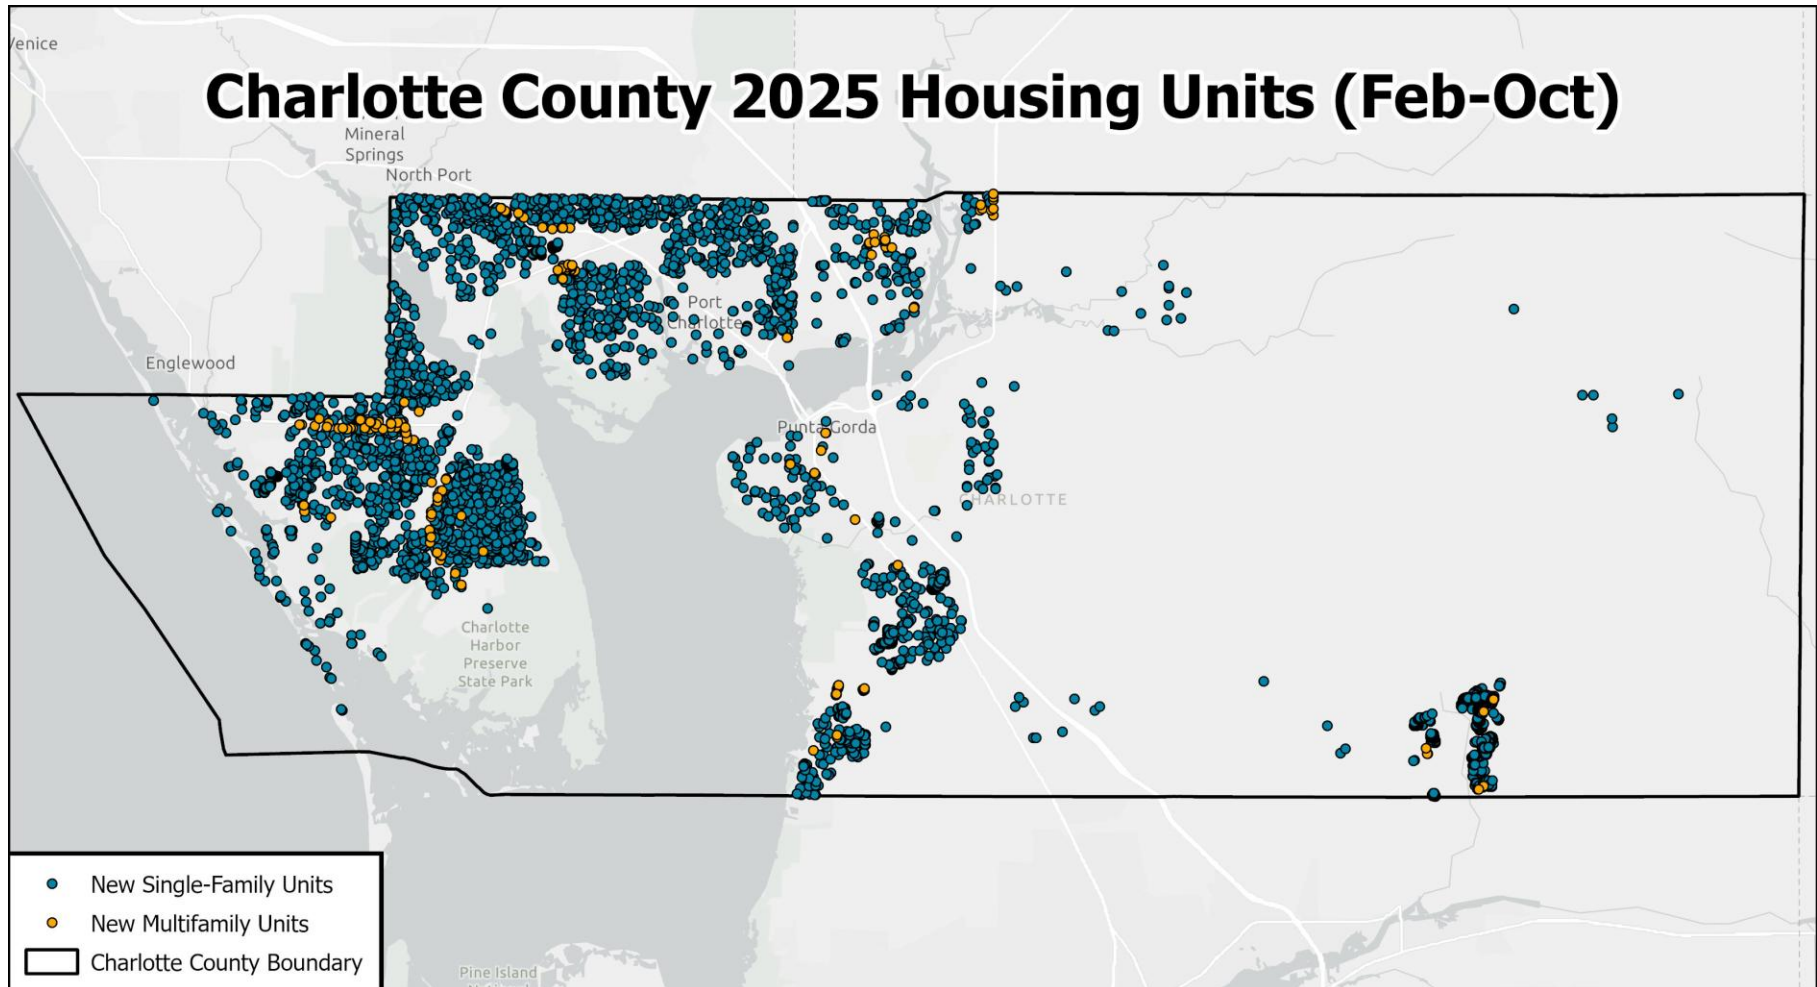 Venice
Charlotte County 2025 Housing Units (Feb-Oct)
Mineral
Springs
North Port
Port
Charlotte
Englewood
Punta Gorda
CHARLOTTE
Charlotte
Harbor
Preserve
State Park
New Single-Family Units
New Multifamily Units
Charlotte County Boundary
Pine Island